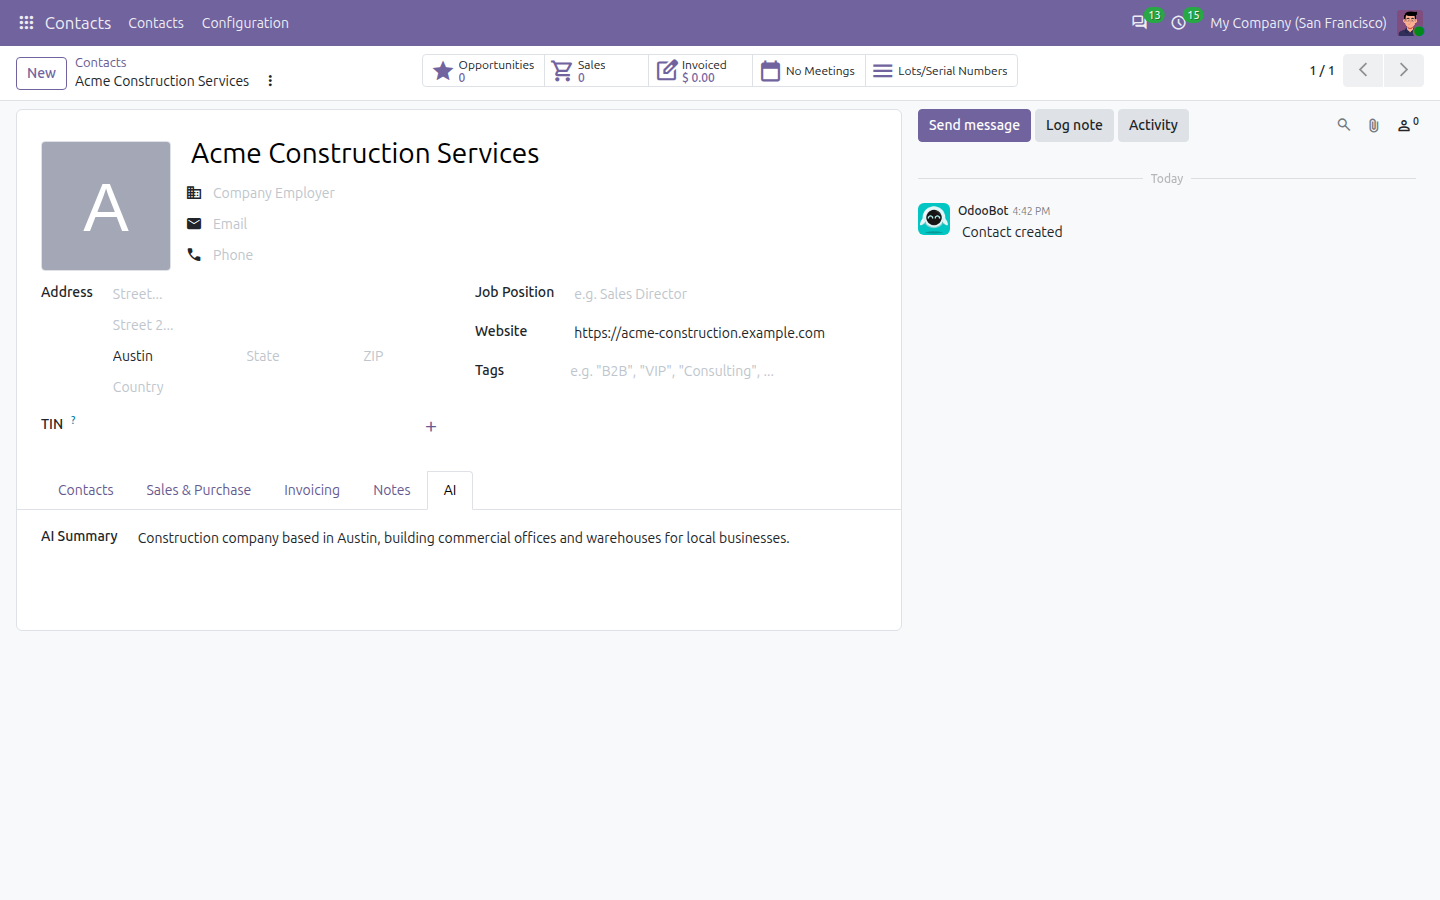 Contacts Contacts Configuration 13 15 My Company (San Francisco)
New Contacts
Acme Construction Services
Opportunities 0
Sales 0
Invoiced $ 0.00
No Meetings
Lots/Serial Numbers
1 / 1
A
Acme Construction Services
Company Employer
Email
Phone
Address Street...
Street 2...
Austin State ZIP
Country
TIN ?
+
Job Position e.g. Sales Director
Website https://acme-construction.example.com
Tags e.g. "B2B", "VIP", "Consulting", ...
Contacts Sales & Purchase Invoicing Notes AI
AI Summary Construction company based in Austin, building commercial offices and warehouses for local businesses.
Send message Log note Activity 0
Today
OdooBot 4:42 PM
Contact created